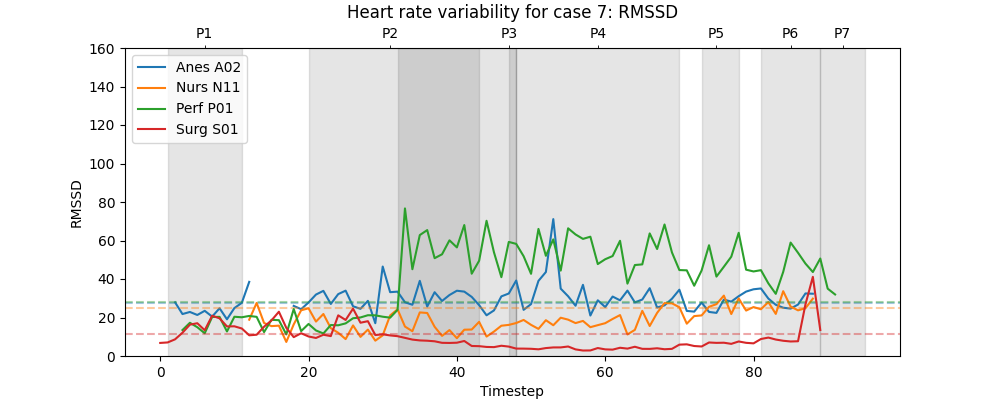 Heart rate variability for case 7: RMSSD
P1 P2 P3 P4 P5 P6 P7
160
140
120
100
80
60
40
20
0
RMSSD
Anes A02
Nurs N11
Perf P01
Surg S01
0 20 40 60 80
Timestep